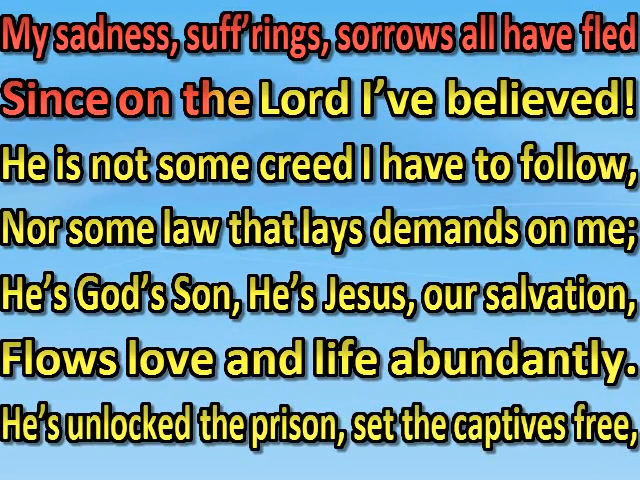 My sadness, suff’rings, sorrows all have fled
Since on the Lord I’ve believed!
He is not some creed I have to follow,
Nor some law that lays demands on me;
He’s God’s Son, He’s Jesus, our salvation,
Flows love and life abundantly.
He’s unlocked the prison, set the captives free,